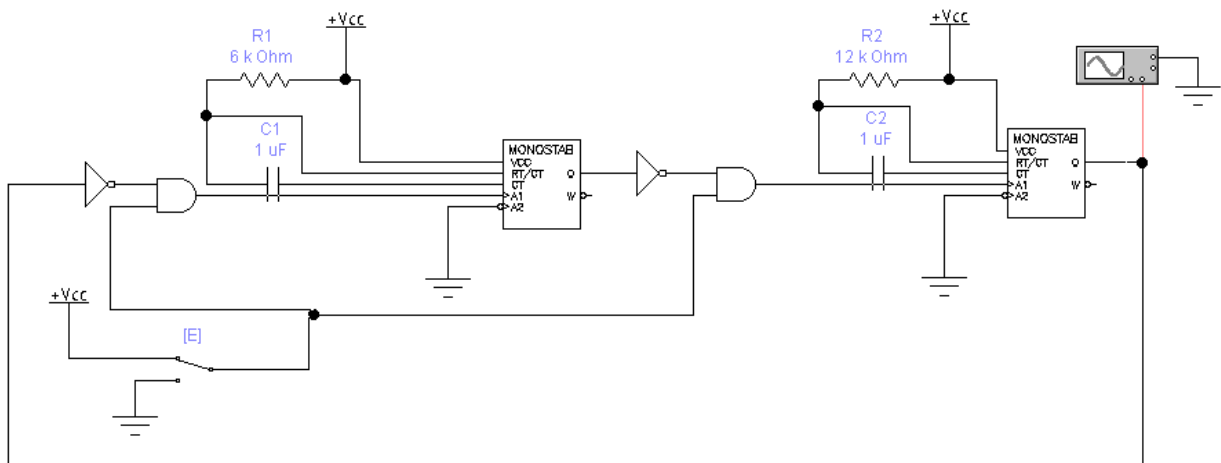 +Vcc
R1
6 k Ohm
C1
1 uF
MONOSTAB
VCC
RT/CT
CT
A1
A2
Q
W
+Vcc
R2
12 k Ohm
C2
1 uF
MONOSTAB
VCC
RT/CT
CT
A1
A2
Q
W
+Vcc
[E]